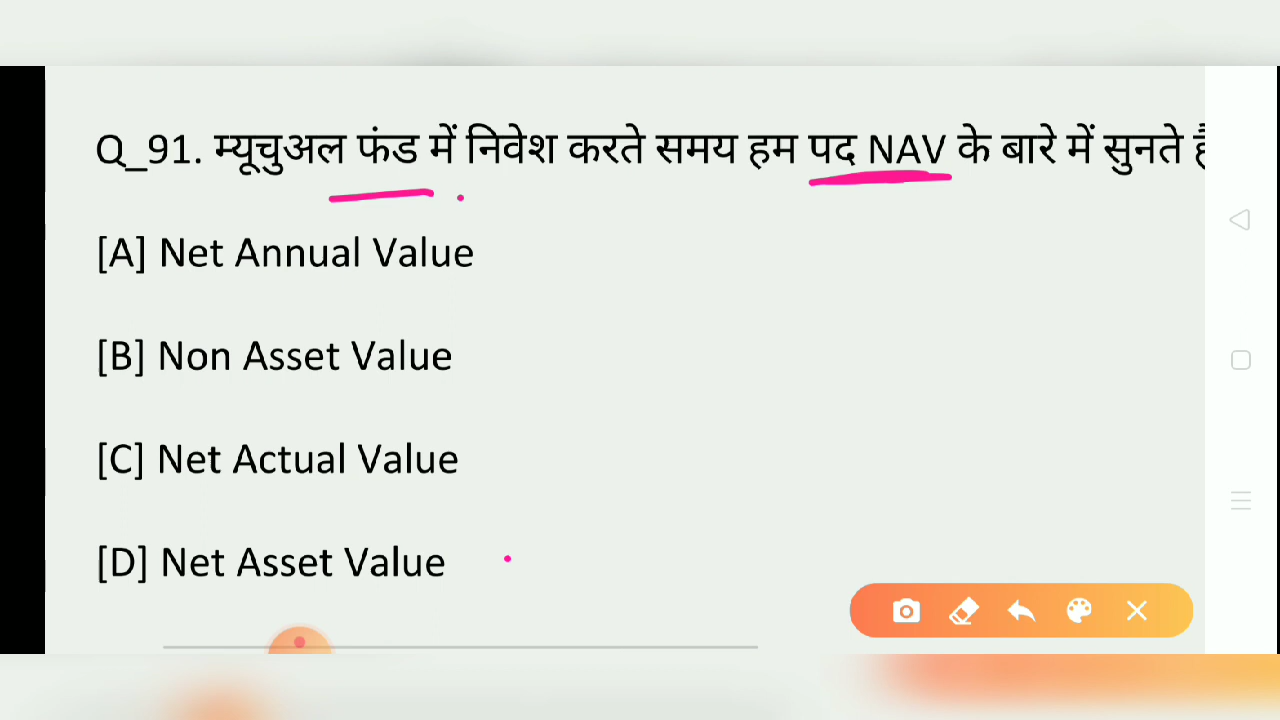 Q_91. म्यूचुअल फंड में निवेश करते समय हम पद NAV के बारे में सुनते
[A] Net Annual Value
[B] Non Asset Value
[C] Net Actual Value
[D] Net Asset Value